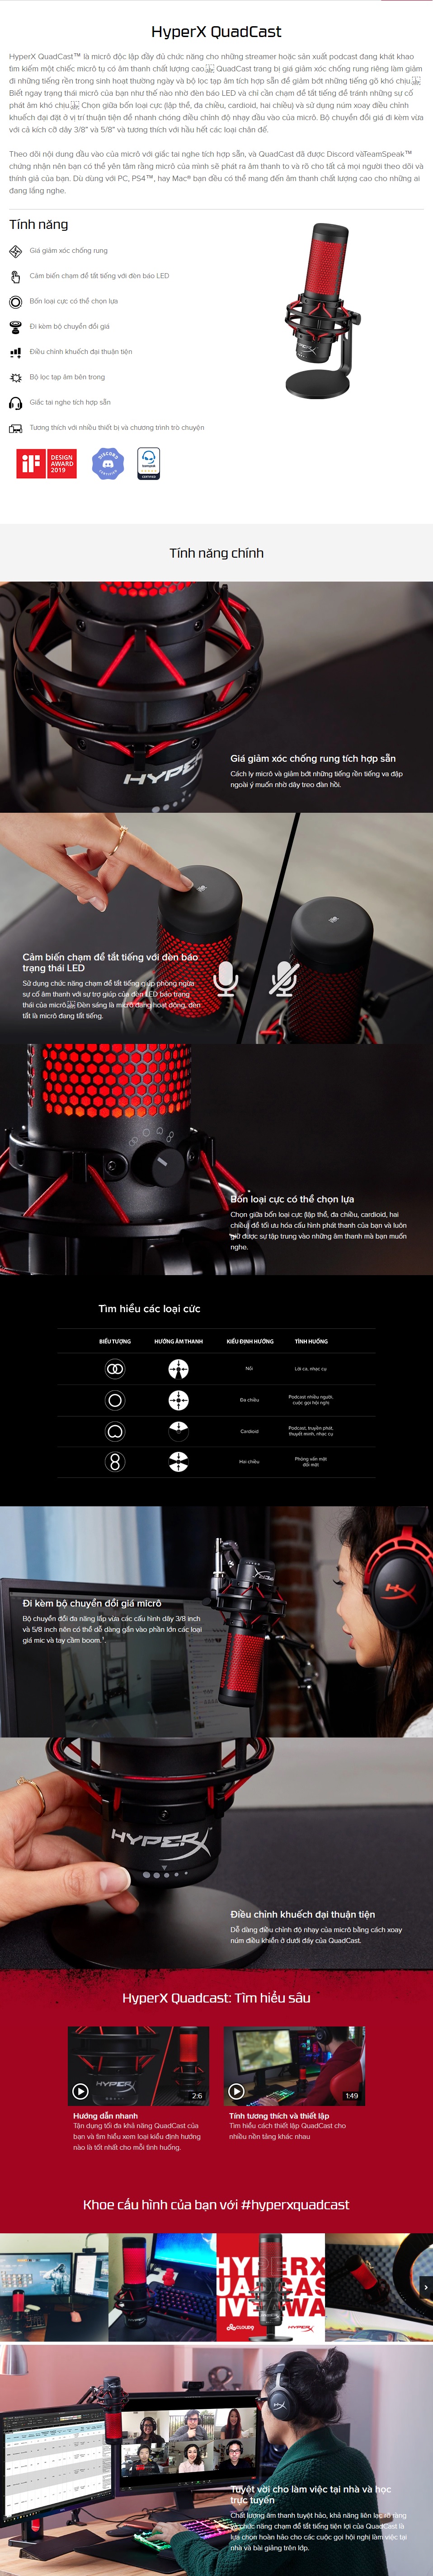 HyperX QuadCast
HyperX QuadCast™ là micrô độc lập đầy đủ chức năng cho những streamer hoặc sản xuất podcast đang khát khao
tìm kiếm một chiếc micrô tụ có âm thanh chất lượng cao. QuadCast trang bị giá giảm xóc chống rung riêng làm giảm
đi những tiếng rền trong sinh hoạt thường ngày và bộ lọc tạp âm tích hợp sẵn để giảm bớt những tiếng gõ khó chịu.
Biết ngay trạng thái micrô của bạn như thế nào nhờ đèn báo LED và chỉ cần chạm để tắt tiếng để tránh những sự cố
phát âm khó chịu. Chọn giữa bốn loại cực (lập thể, đa chiều, cardioid, hai chiều) và sử dụng núm xoay điều chỉnh
khuếch đại đặt ở vị trí thuận tiện để nhanh chóng điều chỉnh độ nhạy đầu vào của micrô. Bộ chuyển đổi giá đi kèm vừa
với cả kích cỡ dây 3/8" và 5/8" và tương thích với hầu hết các loại chân đế.
Theo dõi nội dung đầu vào của micrô với giắc tai nghe tích hợp sẵn, và QuadCast đã được Discord vàTeamSpeak™
chứng nhận nên bạn có thể yên tâm rằng micrô của mình sẽ phát ra âm thanh to và rõ cho tất cả mọi người theo dõi và
thính giả của bạn. Dù dùng với PC, PS4™, hay Mac® bạn đều có thể mang đến âm thanh chất lượng cao cho những ai
đang lắng nghe.
Tính năng
Giá giảm xóc chống rung
Cảm biến chạm để tắt tiếng với đèn báo LED
Bốn loại cực có thể chọn lựa
Đi kèm bộ chuyển đổi giá
Điều chỉnh khuếch đại thuận tiện
Bộ lọc tạp âm bên trong
Giắc tai nghe tích hợp sẵn
Tương thích với nhiều thiết bị và chương trình trò chuyện
iF DESIGN
AWARD
2019
DISCORD
CERTIFIED
CERTIFIED
Tính năng chính
HYPERX
Giá giảm xóc chống rung tích hợp sẵn
Cách ly micrô và giảm bớt những tiếng rền tiếng va đập
ngoài ý muốn nhờ dây treo đàn hồi.
Cảm biến chạm để tắt tiếng với đèn báo
trạng thái LED
Sử dụng chức năng chạm để tắt tiếng giúp phòng ngừa
sự cố âm thanh với sự trợ giúp của đèn LED báo trạng
thái của micrô. Đèn sáng là micrô đang hoạt động, đèn
tắt là micrô đang tắt tiếng.
Bốn loại cực có thể chọn lựa
Chọn giữa bốn loại cực (lập thể, đa chiều, cardioid, hai
chiều) để tối ưu hóa cấu hình phát thanh của bạn và luôn
giữ được sự tập trung vào những âm thanh mà bạn muốn
nghe.
Tìm hiểu các loại cức
BIỂU TƯỢNG HƯỚNG ÂM THANH KIỂU ĐỊNH HƯỚNG TÌNH HUỐNG
Nổi Lời ca, nhạc cụ
Đa chiều Podcast nhiều người,
cuộc gọi hội nghị
Cardioid Podcast, truyền phát,
thuyết minh, nhạc cụ
Hai chiều Phỏng vấn mặt
đối mặt
Đi kèm bộ chuyển đổi giá micrô
Bộ chuyển đổi đa năng lắp vừa các cấu hình dây 3/8 inch
và 5/8 inch nên có thể dễ dàng gắn vào phần lớn các loại
giá mic và tay cầm boom.¹
HYPERX
Điều chỉnh khuếch đại thuận tiện
Dễ dàng điều chỉnh độ nhạy của micrô bằng cách xoay
núm điều khiển ở dưới đáy của QuadCast.
HyperX Quadcast: Tìm hiểu sâu
HYPERX
2:6
1:49
Hướng dẫn nhanh
Tận dụng tối đa khả năng QuadCast của
bạn và tìm hiểu xem loại kiểu định hướng
nào là tốt nhất cho mỗi tình huống.
Tính tương thích và thiết lập
Tìm hiểu cách thiết lập QuadCast cho
nhiều nền tảng khác nhau
Khoe cấu hình của bạn với #hyperxquadcast
CLOUD9
HYPERX
Tuyệt vời cho làm việc tại nhà và học
trực tuyến
Chất lượng âm thanh tuyệt hảo, khả năng liên lạc rõ ràng
và chức năng chạm để tắt tiếng tiện lợi của QuadCast là
lựa chọn hoàn hảo cho các cuộc gọi hội nghị làm việc tại
nhà và bài giảng trên lớp.